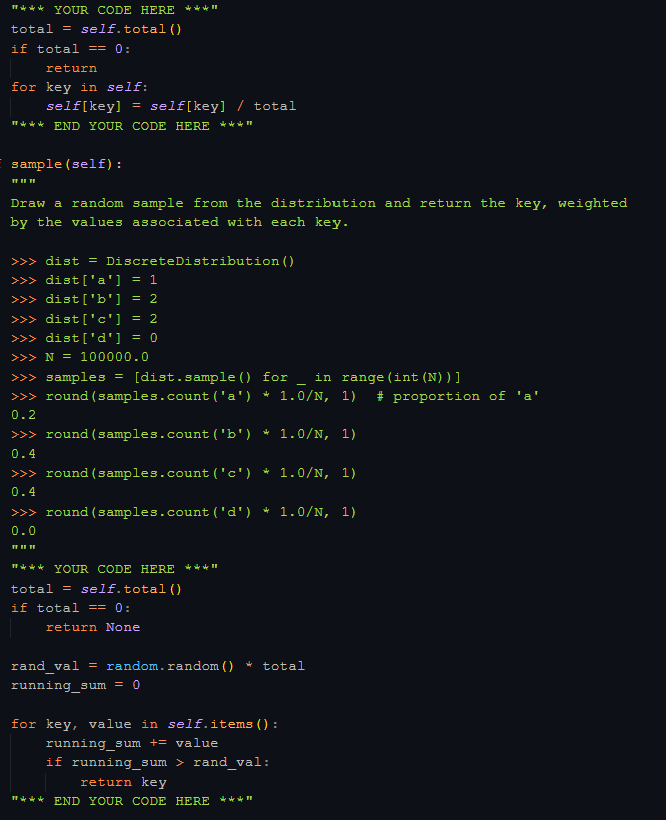 "*** YOUR CODE HERE ***"
total = self.total()
if total == 0:
    return
for key in self:
    self[key] = self[key] / total
"*** END YOUR CODE HERE ***"

sample(self):
"""
Draw a random sample from the distribution and return the key, weighted
by the values associated with each key.

>>> dist = DiscreteDistribution()
>>> dist['a'] = 1
>>> dist['b'] = 2
>>> dist['c'] = 2
>>> dist['d'] = 0
>>> N = 100000.0
>>> samples = [dist.sample() for _ in range(int(N))]
>>> round(samples.count('a') * 1.0/N, 1)  # proportion of 'a'
0.2
>>> round(samples.count('b') * 1.0/N, 1)
0.4
>>> round(samples.count('c') * 1.0/N, 1)
0.4
>>> round(samples.count('d') * 1.0/N, 1)
0.0
"""
"*** YOUR CODE HERE ***"
total = self.total()
if total == 0:
    return None

rand_val = random.random() * total
running_sum = 0

for key, value in self.items():
    running_sum += value
    if running_sum > rand_val:
        return key
"*** END YOUR CODE HERE ***"